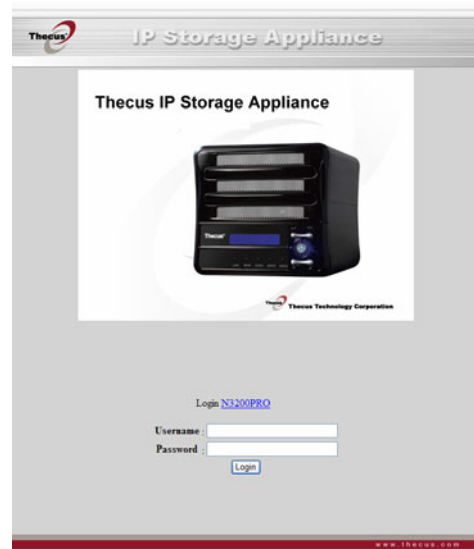 Thecus
IP Storage Appliance
Thecus IP Storage Appliance
Thecus
Thecus Thecus Technology Corporation
Login N3200PRO
Username :
Password :
Login
www.thecus.com